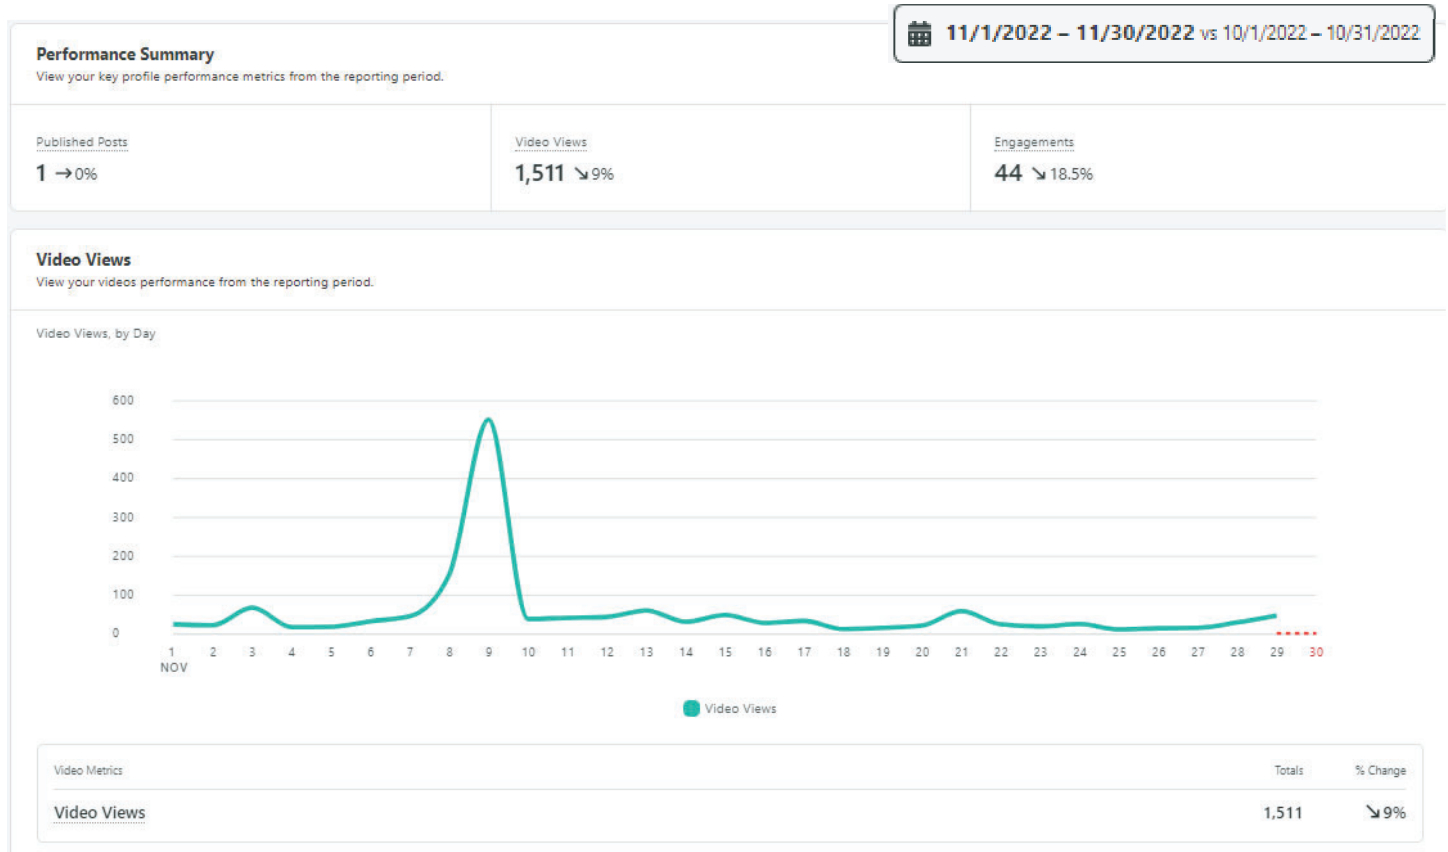 11/1/2022 – 11/30/2022 vs 10/1/2022 – 10/31/2022
Performance Summary
View your key profile performance metrics from the reporting period.
Published Posts
1 →0%
Video Views
1,511 ↘9%
Engagements
44 ↘18.5%
Video Views
View your videos performance from the reporting period.
Video Views, by Day
600
500
400
300
200
100
0
1 2 3 4 5 6 7 8 9 10 11 12 13 14 15 16 17 18 19 20 21 22 23 24 25 26 27 28 29 30
NOV
Video Views
Video Metrics Totals % Change
Video Views 1,511 ↘9%